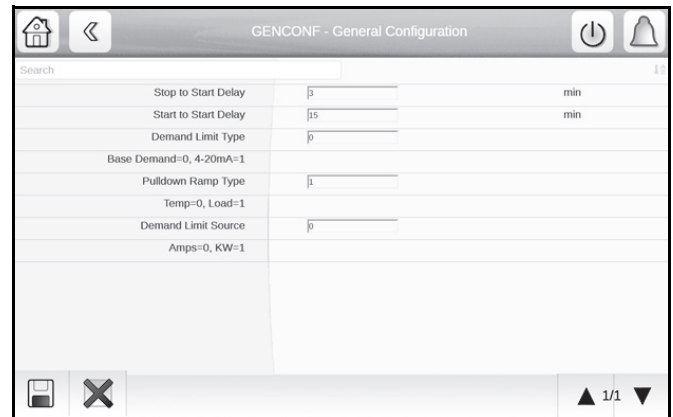 GENCONF - General Configuration
Search
Stop to Start Delay 3 min
Start to Start Delay 15 min
Demand Limit Type 0
Base Demand=0, 4-20mA=1
Pulldown Ramp Type 1
Temp=0, Load=1
Demand Limit Source 0
Amps=0, KW=1
1/1